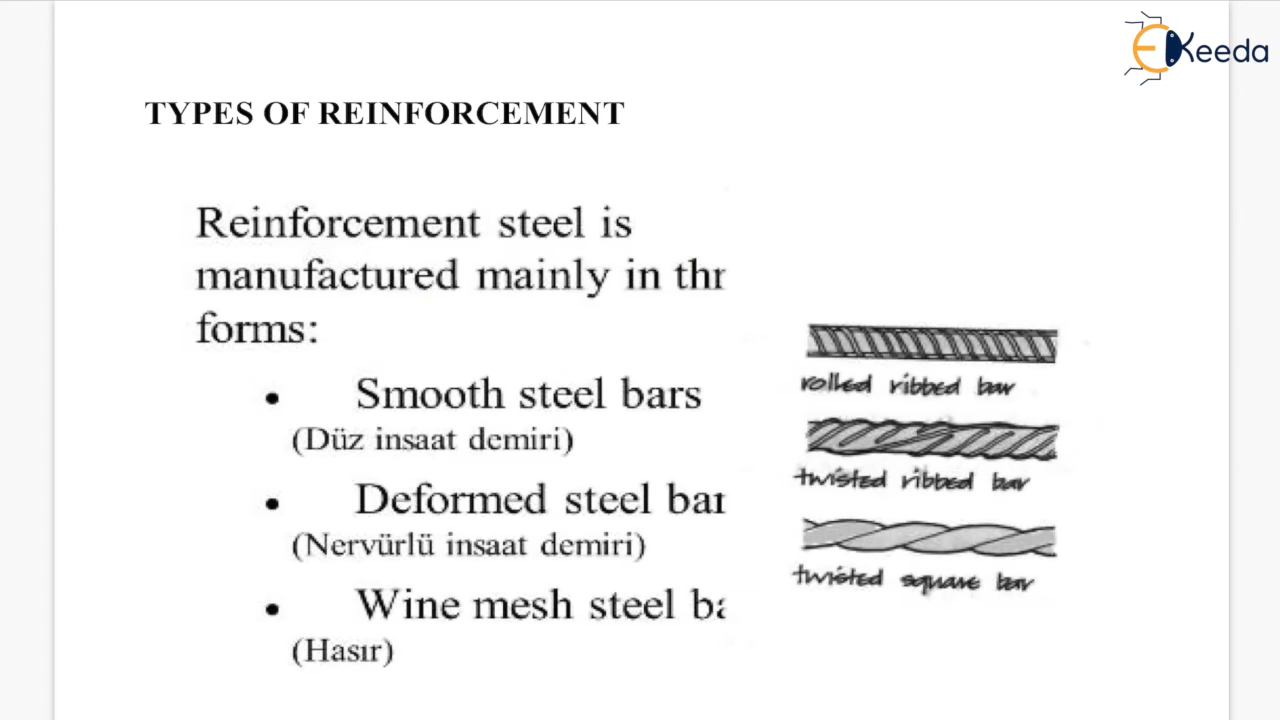 EKeeda
TYPES OF REINFORCEMENT
Reinforcement steel is
manufactured mainly in thr
forms:
• Smooth steel bars
(Düz insaat demiri)
• Deformed steel bar
(Nervürlü insaat demiri)
• Wine mesh steel ba
(Hasır)
rolled ribbed bar
twisted ribbed bar
twisted square bar